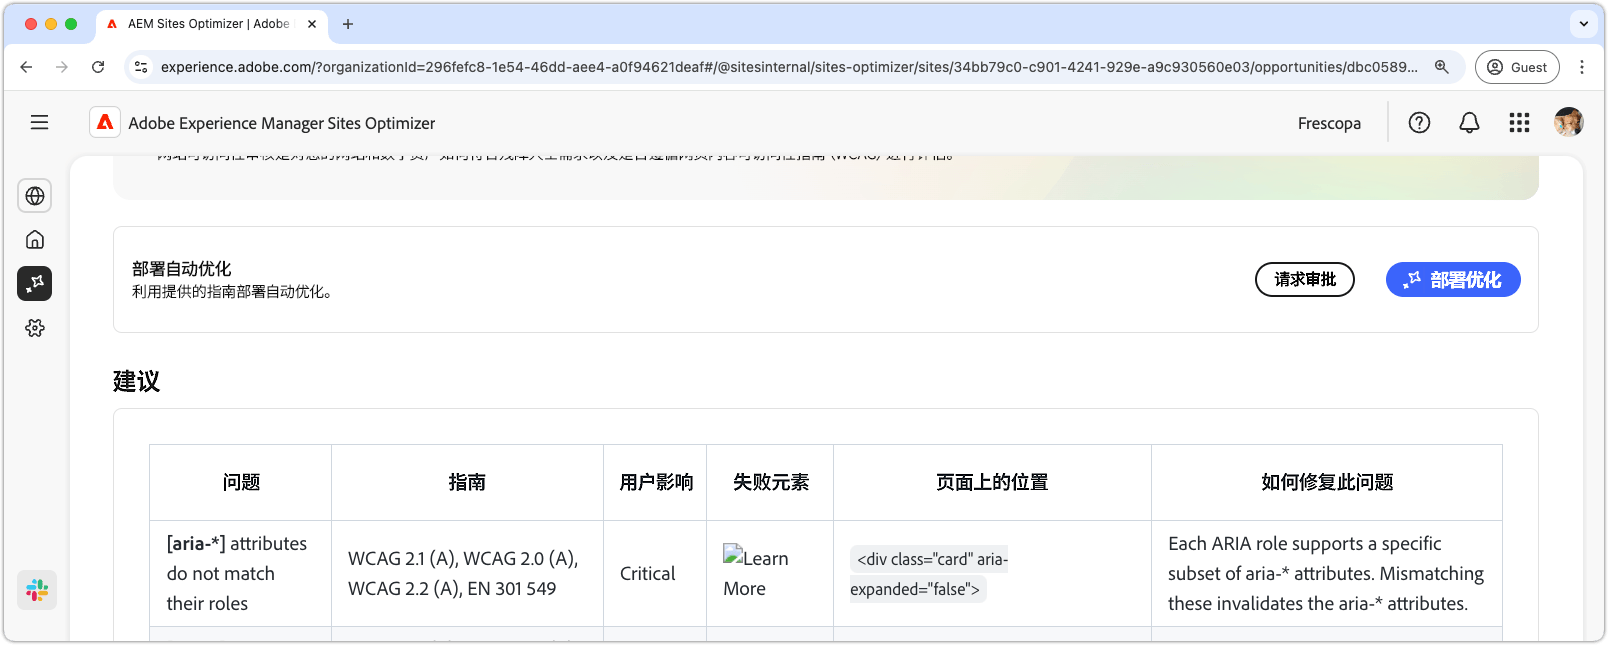 AEM Sites Optimizer | Adobe
experience.adobe.com/?organizationId=296fefc8-1e54-46dd-aee4-a0f94621deaf#/@sitesinternal/sites-optimizer/sites/34bb79c0-c901-4241-929e-a9c930560e03/opportunities/dbc0589...
Guest
Adobe Experience Manager Sites Optimizer
Frescopa
部署自动优化
利用提供的指南部署自动优化。
请求审批
部署优化
建议
问题
指南
用户影响
失败元素
页面上的位置
如何修复此问题
[aria-*] attributes
do not match
their roles
WCAG 2.1 (A), WCAG 2.0 (A),
WCAG 2.2 (A), EN 301 549
Critical
Learn
More
<div class="card" aria-
expanded="false">
Each ARIA role supports a specific
subset of aria-* attributes. Mismatching
these invalidates the aria-* attributes.